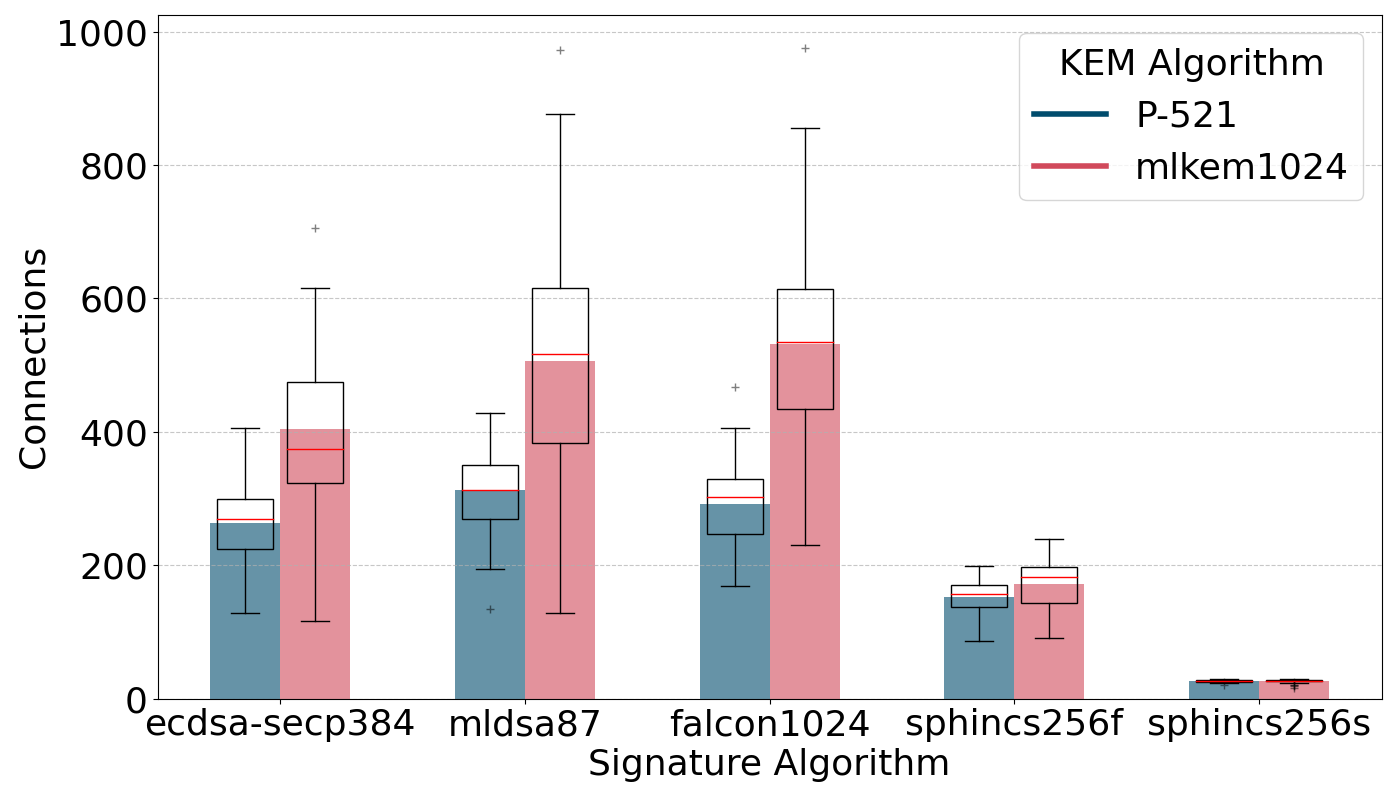 1000
800
600
400
200
0
Connections
KEM Algorithm
P-521
mlkem1024
ecdsa-secp384 mldsa87 falcon1024 sphincs256f sphincs256s
Signature Algorithm